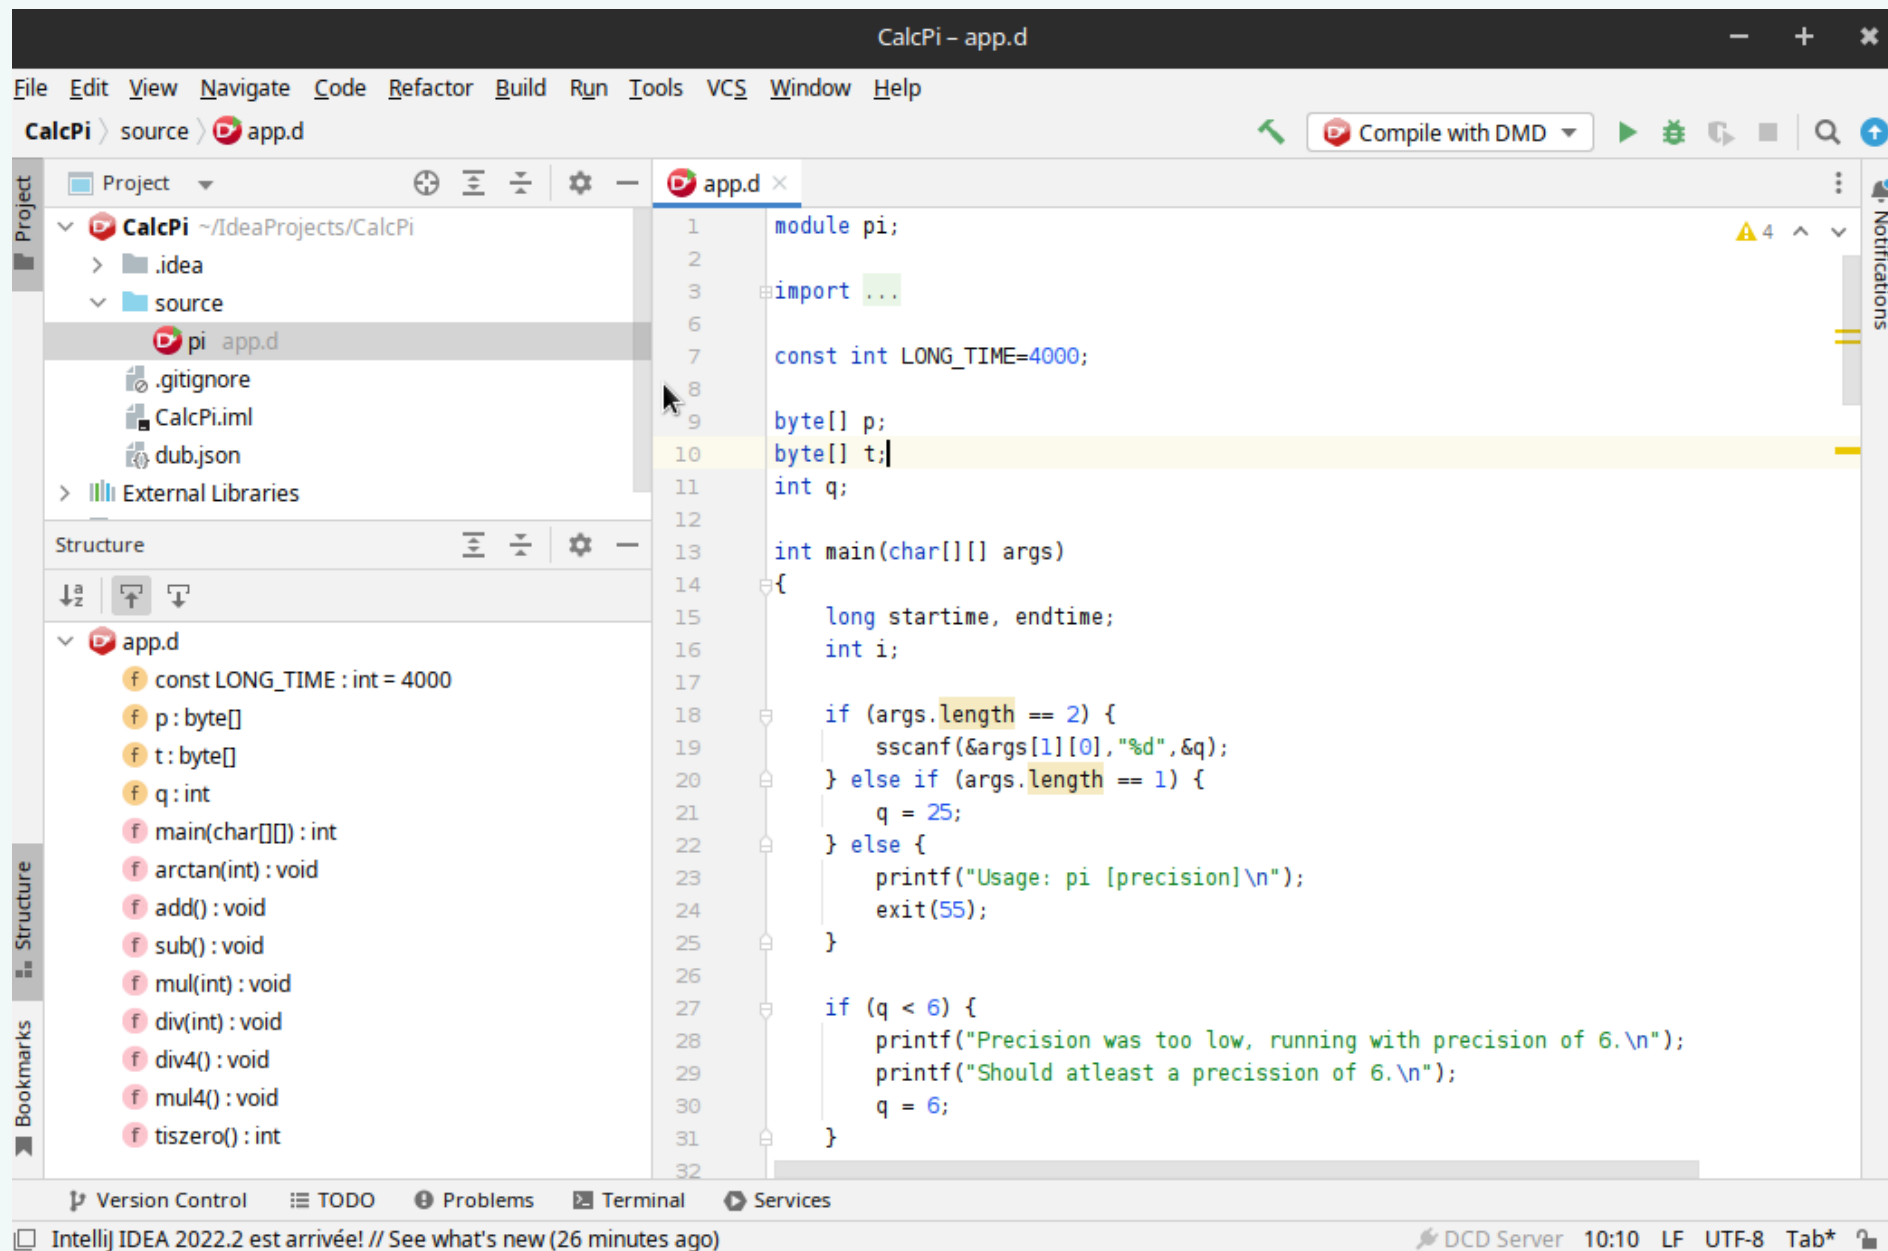 CalcPi – app.d
File Edit View Navigate Code Refactor Build Run Tools VCS Window Help
CalcPi source app.d
Compile with DMD
Project
Project
CalcPi ~/IdeaProjects/CalcPi
.idea
source
pi app.d
.gitignore
CalcPi.iml
dub.json
External Libraries
Structure
app.d
const LONG_TIME : int = 4000
p : byte[]
t : byte[]
q : int
main(char[][]) : int
arctan(int) : void
add() : void
sub() : void
mul(int) : void
div(int) : void
div4() : void
mul4() : void
tiszero() : int
Structure
Bookmarks
app.d
4
Notifications
1 module pi;
2
3 import ...
6
7 const int LONG_TIME=4000;
8
9 byte[] p;
10 byte[] t;
11 int q;
12
13 int main(char[][] args)
14 {
15 long startime, endtime;
16 int i;
17
18 if (args.length == 2) {
19 sscanf(&args[1][0],"%d",&q);
20 } else if (args.length == 1) {
21 q = 25;
22 } else {
23 printf("Usage: pi [precision]\n");
24 exit(55);
25 }
26
27 if (q < 6) {
28 printf("Precision was too low, running with precision of 6.\n");
29 printf("Should atleast a precission of 6.\n");
30 q = 6;
31 }
32
Version Control TODO Problems Terminal Services
IntelliJ IDEA 2022.2 est arrivée! // See what's new (26 minutes ago) DCD Server 10:10 LF UTF-8 Tab*